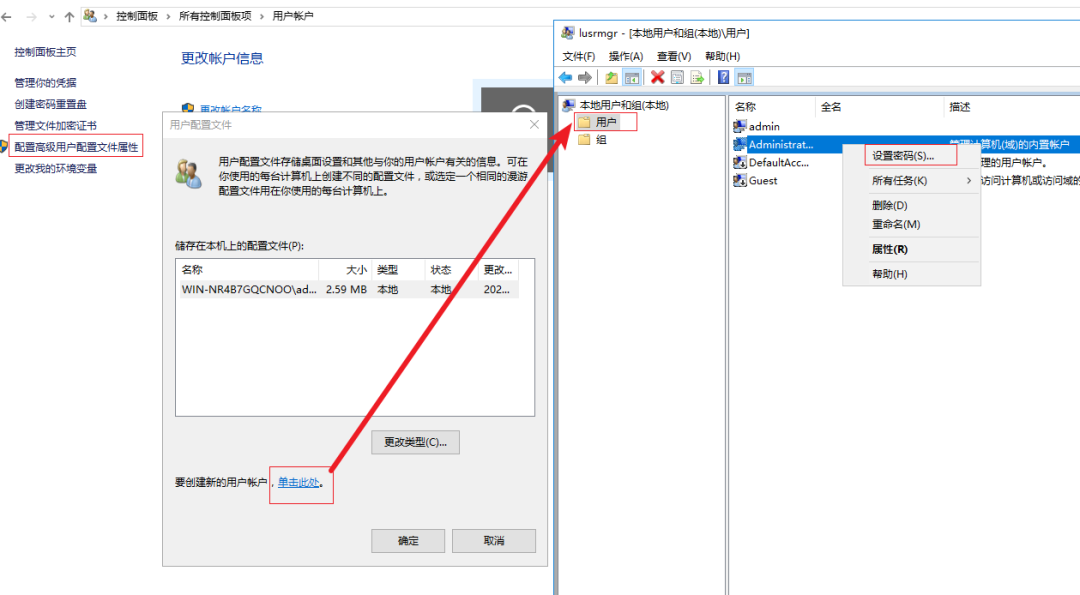 控制面板 › 所有控制面板项 › 用户帐户
控制面板主页
管理你的凭据
创建密码重置盘
管理文件加密证书
配置高级用户配置文件属性
更改我的环境变量
更改帐户信息
更改帐户名称
用户配置文件
用户配置文件存储桌面设置和其他与你的用户帐户有关的信息。可在
你使用的每台计算机上创建不同的配置文件，或选定一个相同的漫游
配置文件用在你使用的每台计算机上。
储存在本机上的配置文件(P):
名称 大小 类型 状态 更改...
WIN-NR4B7GQCNOO\ad... 2.59 MB 本地 本地 202...
更改类型(C)...
要创建新的用户帐户，单击此处。
确定 取消
lusrmgr - [本地用户和组(本地)\用户]
文件(F) 操作(A) 查看(V) 帮助(H)
本地用户和组(本地)
用户
组
名称 全名 描述
admin
Administrat... 管理计算机(域)的内置帐户
DefaultAcc... 理的用户帐户。
Guest 访问计算机或访问域的
设置密码(S)...
所有任务(K)
删除(D)
重命名(M)
属性(R)
帮助(H)